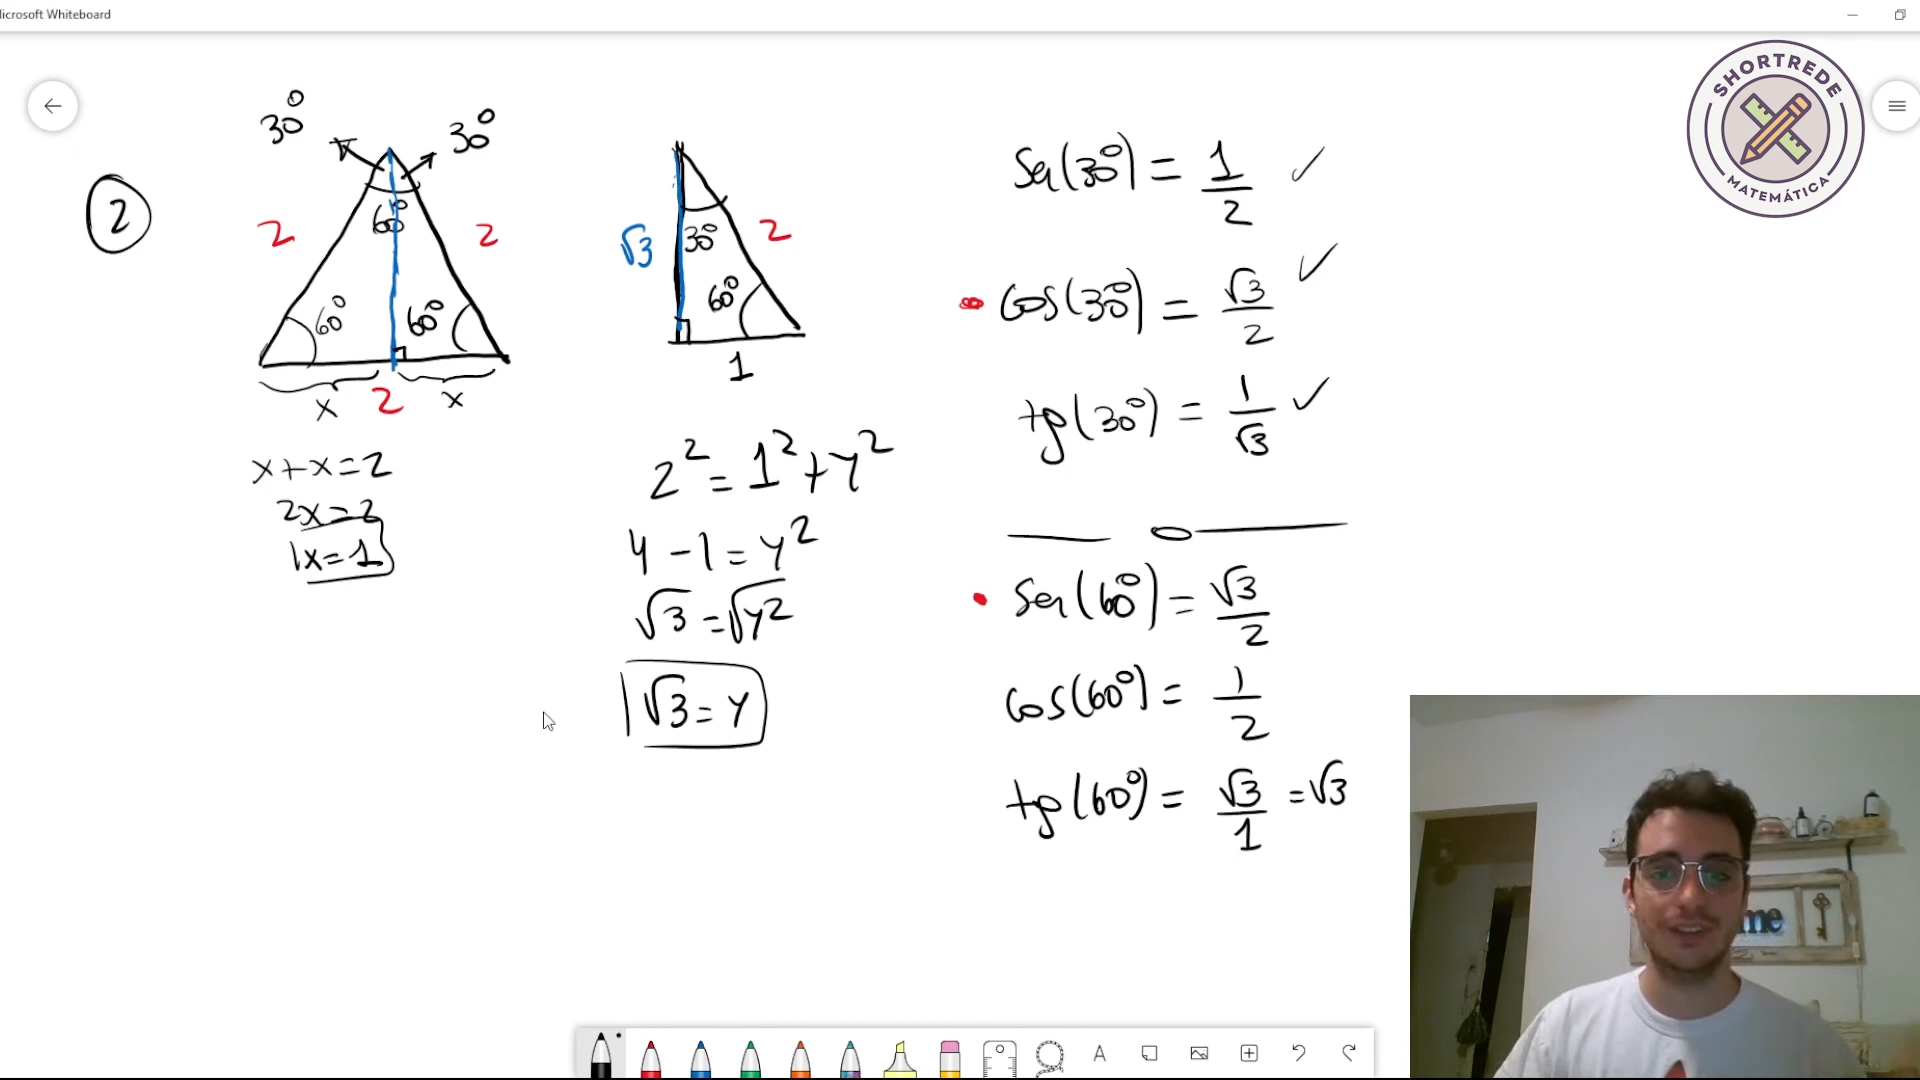 Microsoft Whiteboard
SHORTREDE
MATEMÁTICA
2
30° 30°
60°
2 2
60° 60°
x 2 x
x+x=2
2x=2
x=1
√3 30° 2
60°
1
2² = 1² + y²
4 - 1 = y²
√3 = √y²
√3 = y
Sen(30°) = 1/2 ✓
Cos(30°) = √3/2 ✓
tg(30°) = 1/√3 ✓
Sen(60°) = √3/2
Cos(60°) = 1/2
tg(60°) = √3/1 = √3
me
A